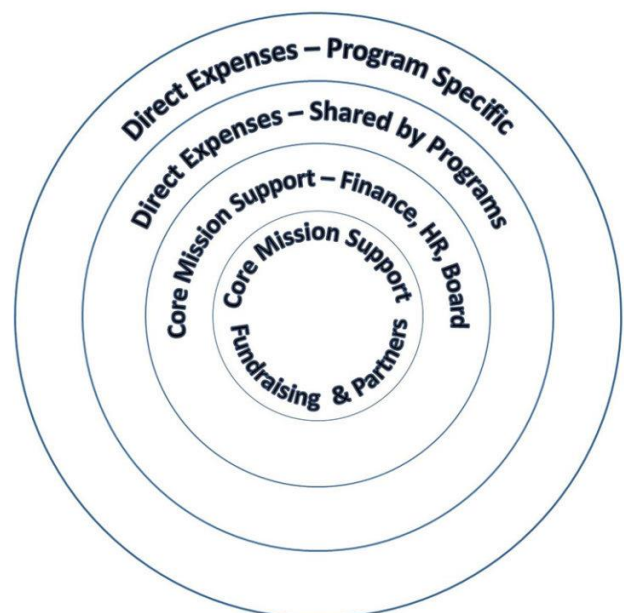 Direct Expenses – Program Specific
Direct Expenses – Shared by Programs
Core Mission Support – Finance, HR, Board
Core Mission Support
Fundraising & Partners